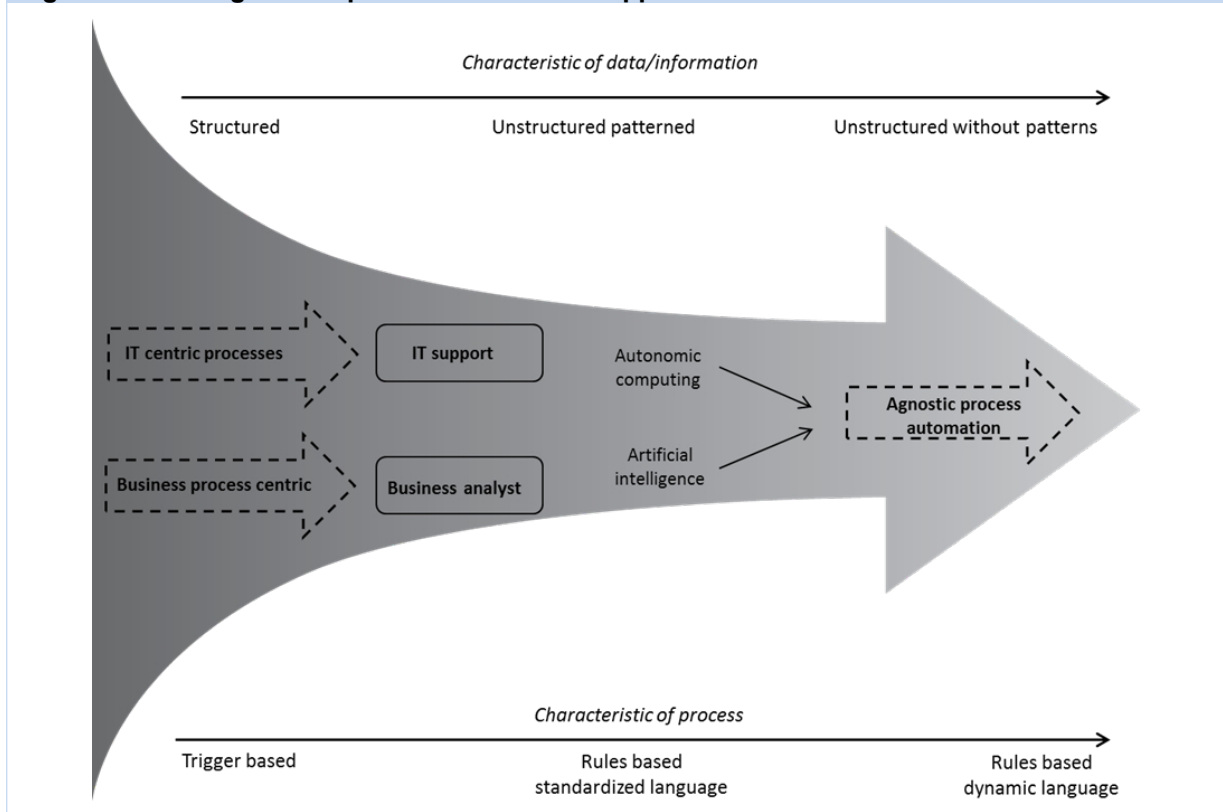 Characteristic of data/information
Structured
Unstructured patterned
Unstructured without patterns
IT centric processes
IT support
Autonomic
computing
Agnostic process
automation
Business process centric
Business analyst
Artificial
intelligence
Characteristic of process
Trigger based
Rules based
standardized language
Rules based
dynamic language